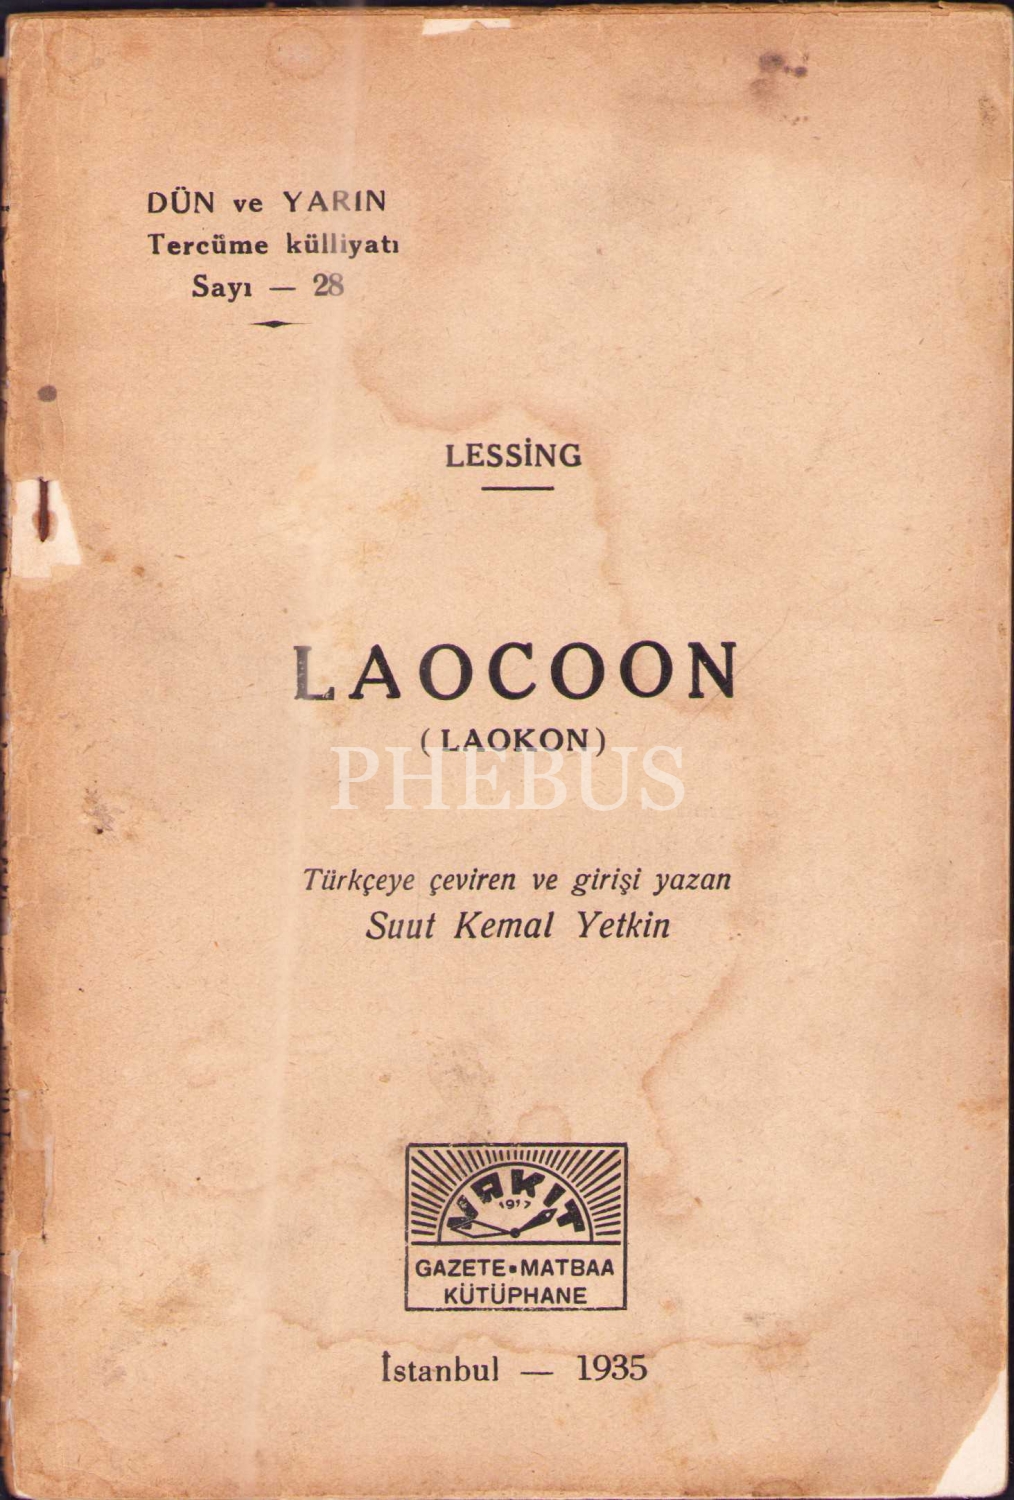 DÜN ve YARIN
Tercüme külliyatı
Sayı — 28
LESSİNG
LAOCOON
(LAOKON)
PHEBUS
Türkçeye çeviren ve girişi yazan
Suut Kemal Yetkin
VAKIT
1917
GAZETE•MATBAA
KÜTÜPHANE
İstanbul — 1935